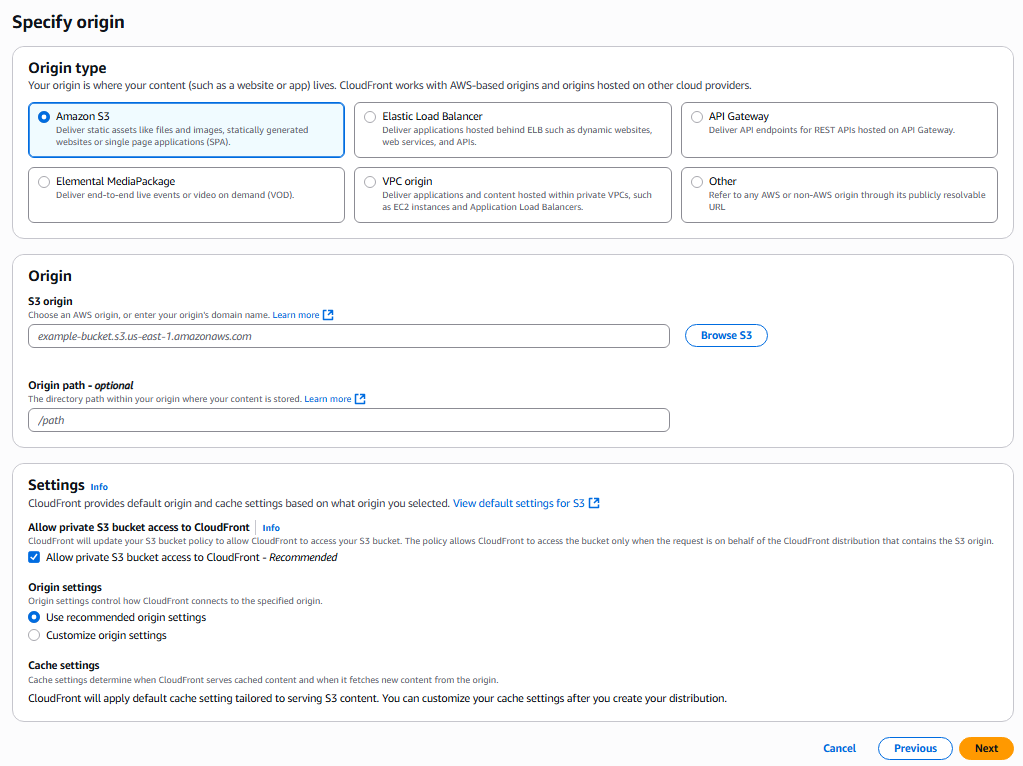 Specify origin
Origin type
Your origin is where your content (such as a website or app) lives. CloudFront works with AWS-based origins and origins hosted on other cloud providers.
Amazon S3
Deliver static assets like files and images, statically generated
websites or single page applications (SPA).
Elastic Load Balancer
Deliver applications hosted behind ELB such as dynamic websites,
web services, and APIs.
API Gateway
Deliver API endpoints for REST APIs hosted on API Gateway.
Elemental MediaPackage
Deliver end-to-end live events or video on demand (VOD).
VPC origin
Deliver applications and content hosted within private VPCs, such
as EC2 instances and Application Load Balancers.
Other
Refer to any AWS or non-AWS origin through its publicly resolvable
URL
Origin
S3 origin
Choose an AWS origin, or enter your origin's domain name. Learn more
example-bucket.s3.us-east-1.amazonaws.com
Browse S3
Origin path - optional
The directory path within your origin where your content is stored. Learn more
/path
Settings Info
CloudFront provides default origin and cache settings based on what origin you selected. View default settings for S3
Allow private S3 bucket access to CloudFront Info
CloudFront will update your S3 bucket policy to allow CloudFront to access your S3 bucket. The policy allows CloudFront to access the bucket only when the request is on behalf of the CloudFront distribution that contains the S3 origin.
Allow private S3 bucket access to CloudFront - Recommended
Origin settings
Origin settings control how CloudFront connects to the specified origin.
Use recommended origin settings
Customize origin settings
Cache settings
Cache settings determine when CloudFront serves cached content and when it fetches new content from the origin.
CloudFront will apply default cache setting tailored to serving S3 content. You can customize your cache settings after you create your distribution.
Cancel
Previous
Next